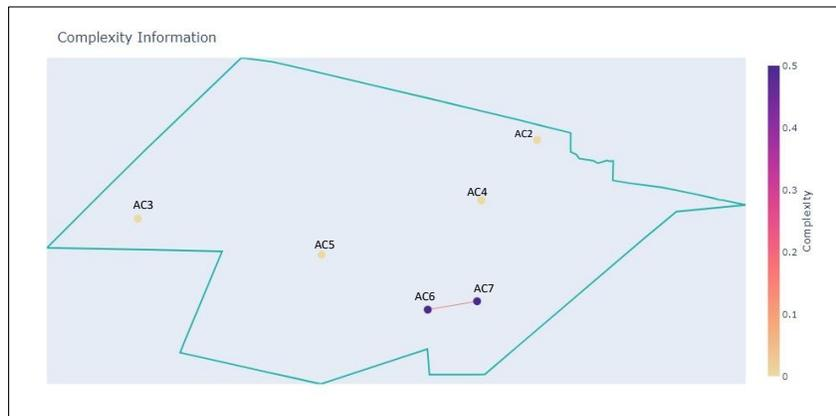 Complexity Information
AC2
AC3
AC4
AC5
AC6
AC7
0.5
0.4
0.3
0.2
0.1
0
Complexity